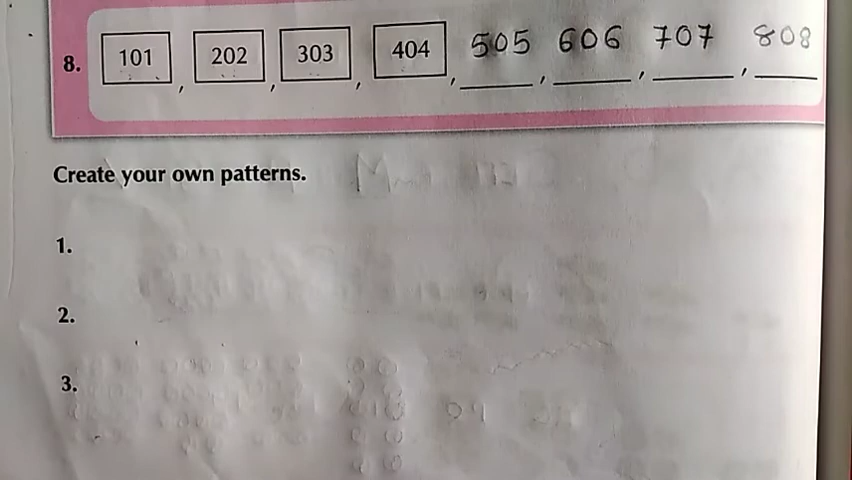 8. 101, 202, 303, 404, 505, 606, 707, 808
Create your own patterns.
1.
2.
3.